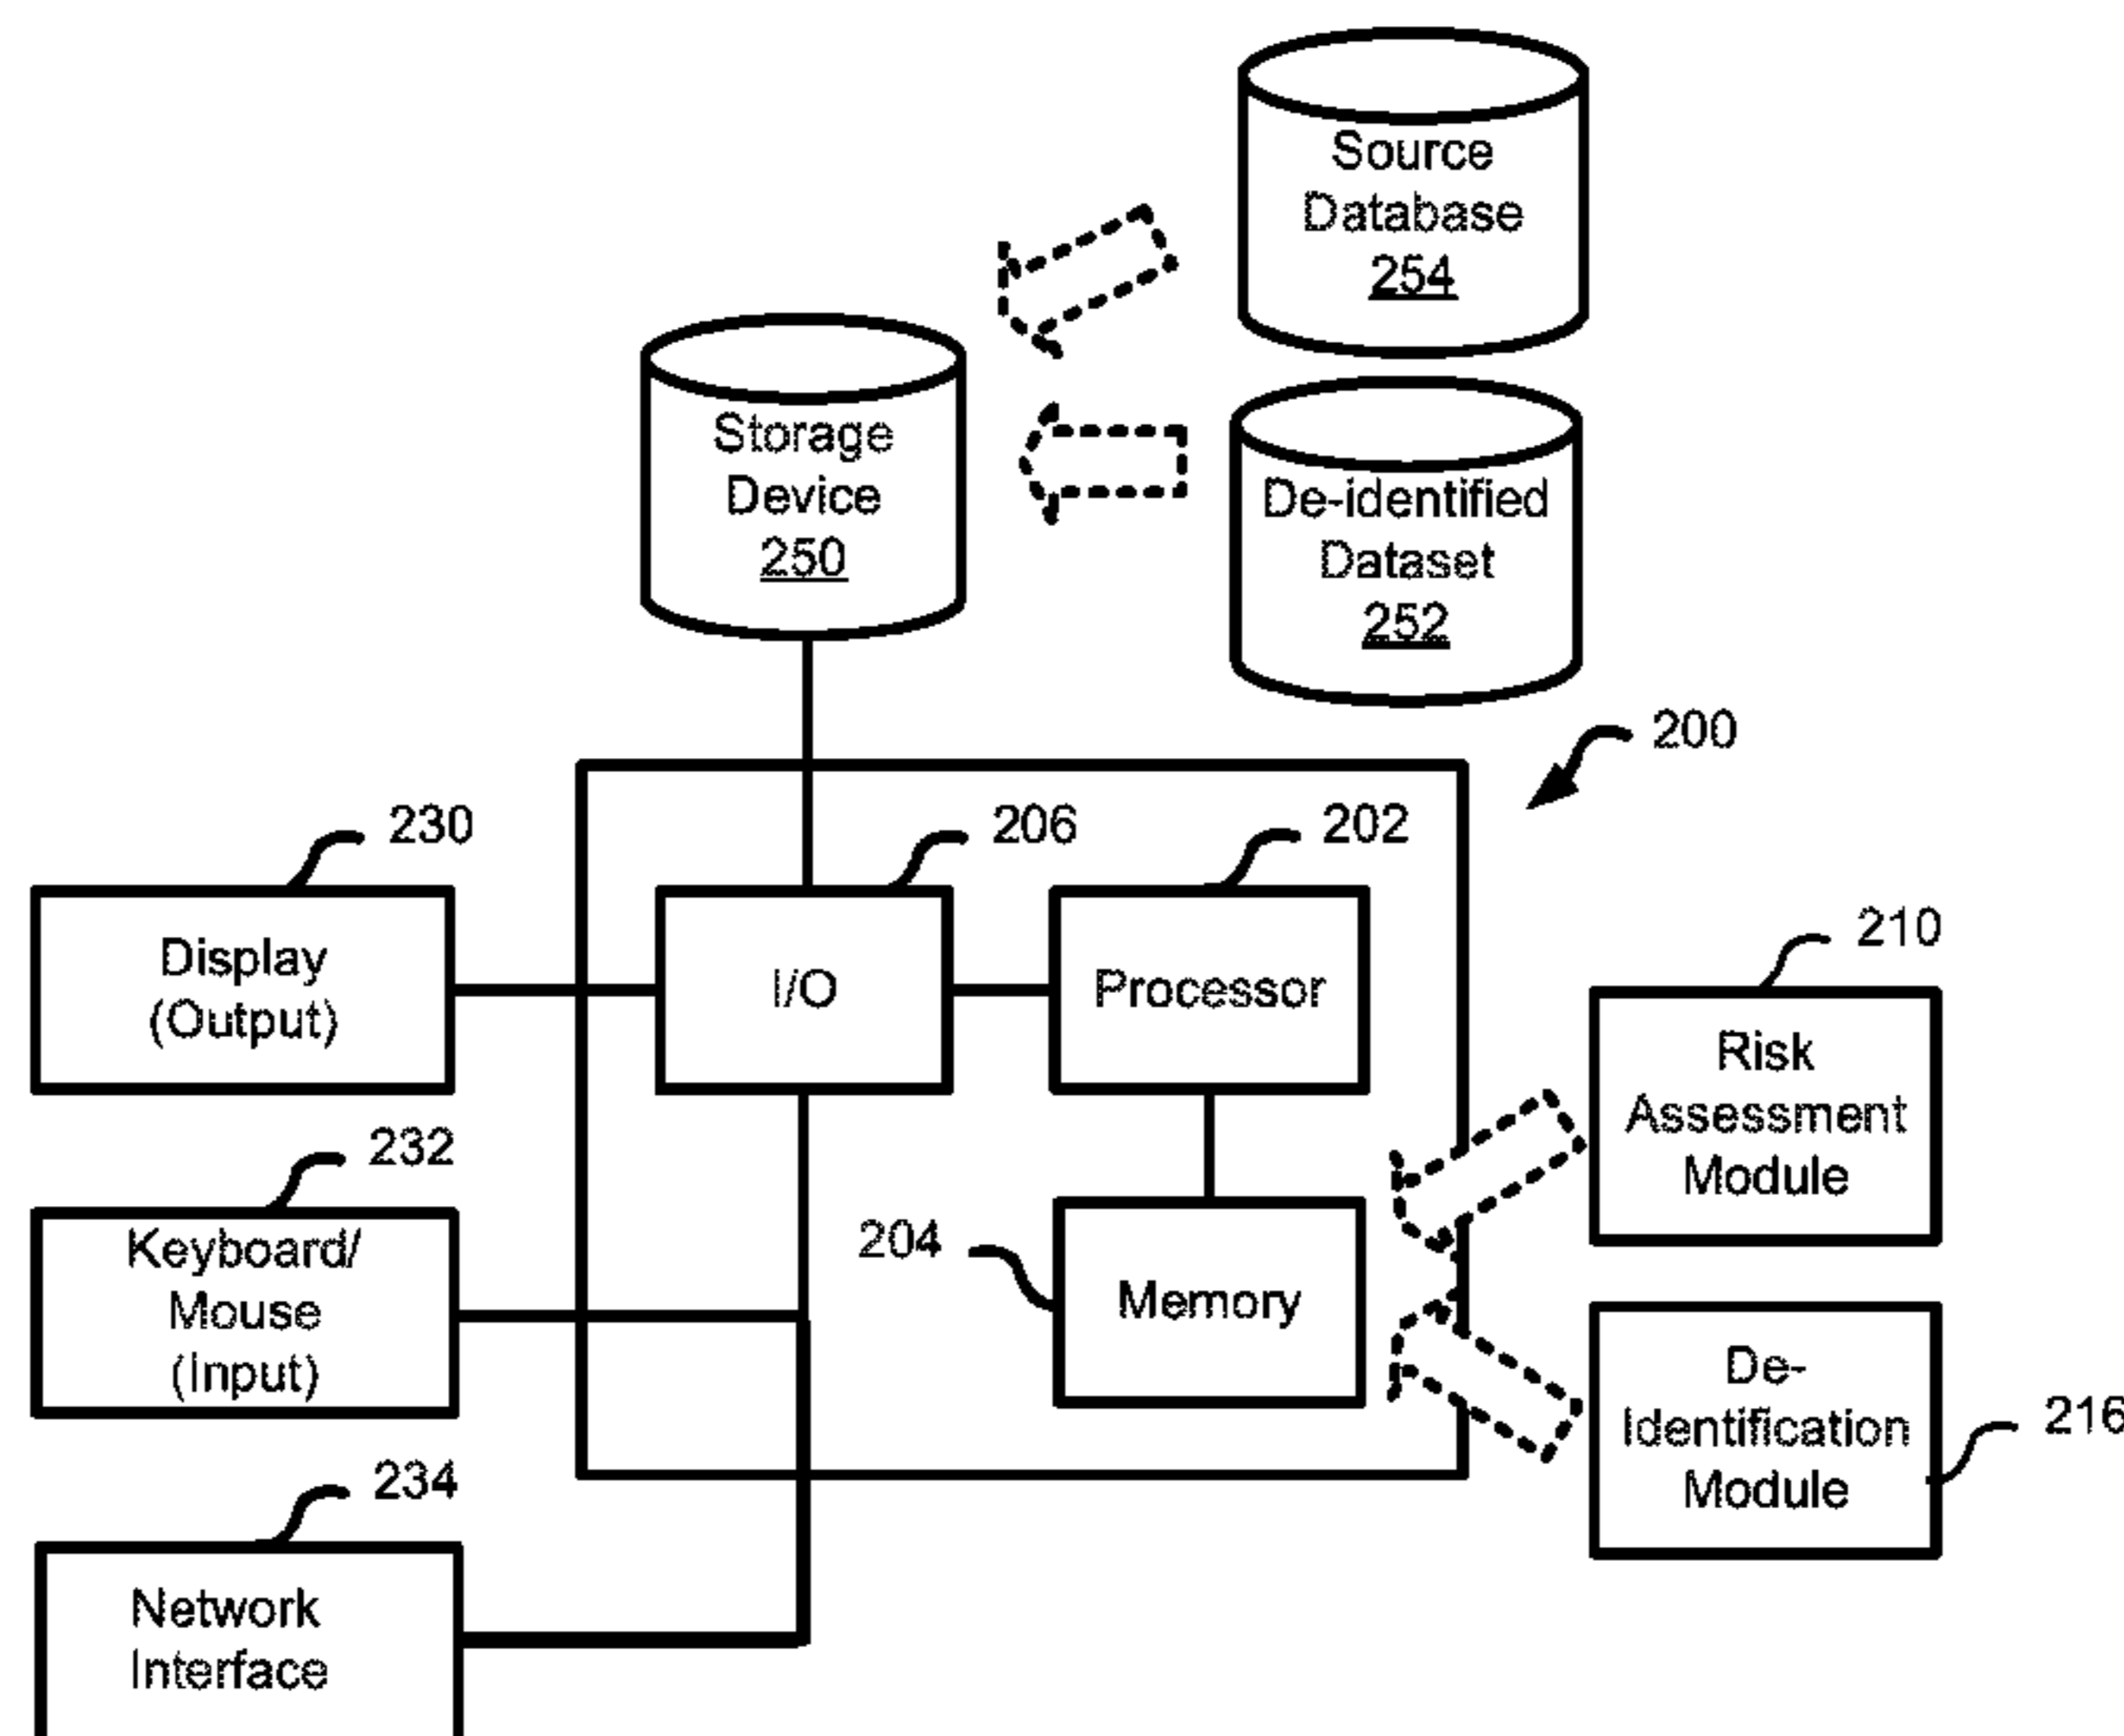 Source
Database
254
Storage
Device
250
De-identified
Dataset
252
200
230
206
202
Display
(Output)
I/O
Processor
210
Risk
Assessment
Module
232
Keyboard/
Mouse
(Input)
204
Memory
De-
Identification
Module
216
234
Network
Interface